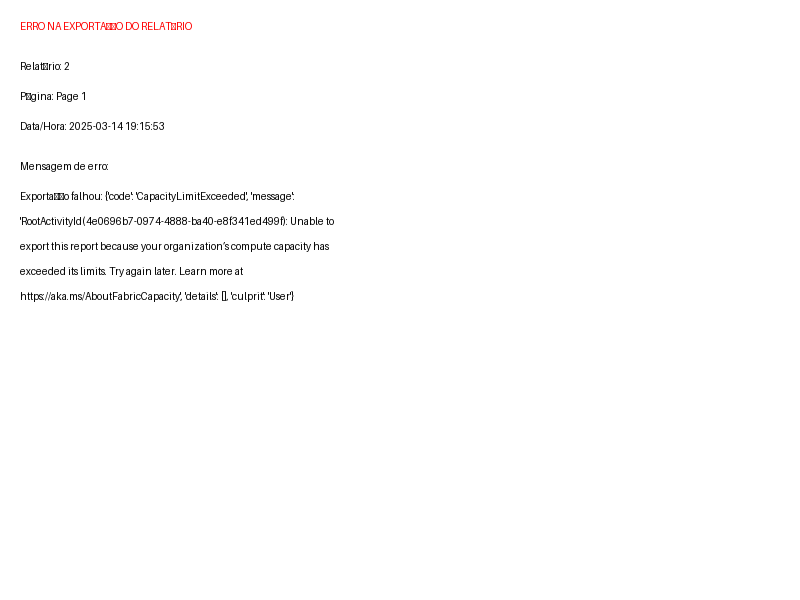 ERRO NA EXPORTA□□O DO RELAT□RIO
Relat□rio: 2
P□gina: Page 1
Data/Hora: 2025-03-14 19:15:53
Mensagem de erro:
Exporta□□o falhou: {'code': 'CapacityLimitExceeded', 'message':
'RootActivityId(4e0696b7-0974-4888-ba40-e8f341ed499f): Unable to
export this report because your organization’s compute capacity has
exceeded its limits. Try again later. Learn more at
https://aka.ms/AboutFabricCapacity', 'details': [], 'culprit': 'User'}